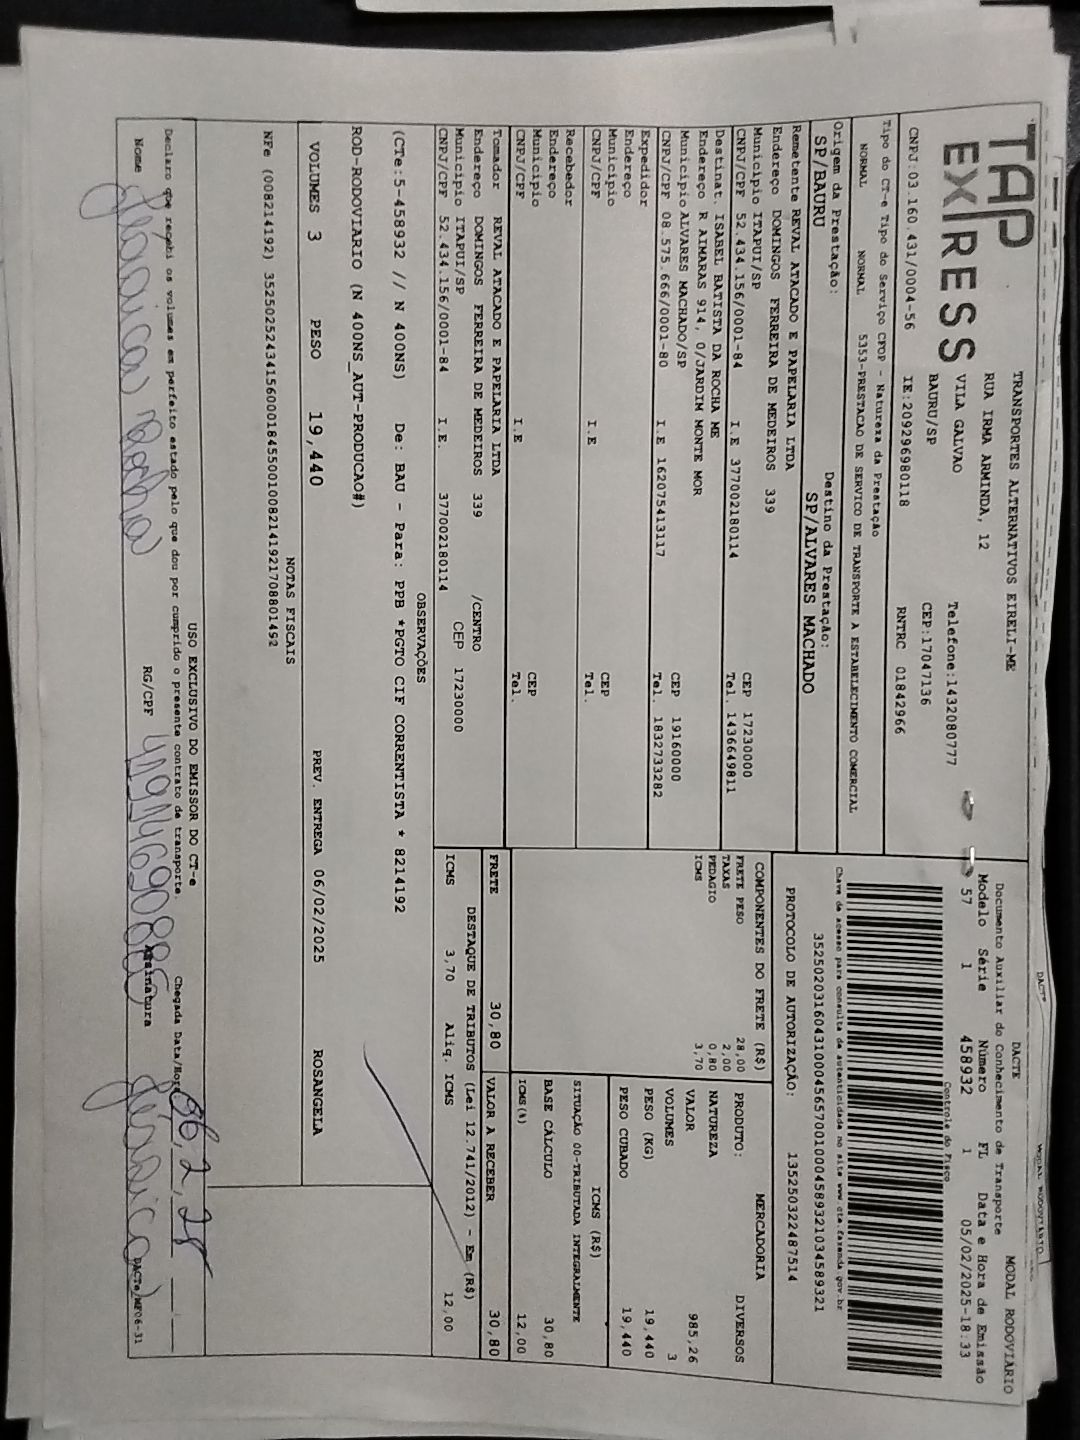 TAP
EXPRESS
TRANSPORTES ALTERNATIVOS EIRELI-ME
RUA IRMA ARMINDA, 12
VILA GALVAO
BAURU/SP
Telefone:1432080777
CEP:17047136
CNPJ:03.160.431/0004-56 IE:209296980118 RNTRC 01842966
DACTE MODAL RODOVIÁRIO
Documento Auxiliar do Conhecimento de Transporte
Modelo Série Número FL Data e Hora de Emissão
57 1 458932 1 05/02/2025-18:33
Controle do Fisco
Chave de acesso para consulta de autenticidade no site www.cte.fazenda.gov.br
PROTOCOLO DE AUTORIZAÇÃO: 135250322487514
Tipo do CT-e Tipo do Serviço CFOP - Natureza da Prestação
NORMAL NORMAL 5353-PRESTACAO DE SERVICO DE TRANSPORTE A ESTABELECIMENTO COMERCIAL
Origem da Prestação: Destino da Prestação:
SP/BAURU SP/ALVARES MACHADO
Remetente REVAL ATACADO E PAPELARIA LTDA
Endereço DOMINGOS FERREIRA DE MEDEIROS 339
Município ITAPUI/SP CEP 17230000
CNPJ/CPF 52.434.156/0001-84 I.E 377002180114 Tel. 1436649811
Destinat. ISABEL BATISTA DA ROCHA ME
Endereço R AIMARAS 914, 0/JARDIM MONTE MOR
Município ALVARES MACHADO/SP CEP 19160000
CNPJ/CPF 08.575.666/0001-80 I.E 162075413117 Tel. 1832733282
Expedidor
Endereço
Município CEP
CNPJ/CPF I.E Tel.
Recebedor
Endereço
Município CEP
CNPJ/CPF I.E Tel.
Tomador REVAL ATACADO E PAPELARIA LTDA
Endereço DOMINGOS FERREIRA DE MEDEIROS 339 /CENTRO
Município ITAPUI/SP CEP 17230000
CNPJ/CPF 52.434.156/0001-84 I.E. 377002180114
COMPONENTES DO FRETE (R$)
FRETE PESO 28,00
TAXAS 2,00
PEDAGIO 0,80
ICMS 3,70
MERCADORIA
PRODUTO: DIVERSOS
NATUREZA
VALOR 985,26
VOLUMES 3
PESO (KG) 19,440
PESO CUBADO 19,440
ICMS (R$)
SITUAÇÃO 00-TRIBUTADA INTEGRALMENTE
BASE CÁLCULO 30,80
ICMS(%) 12,00
FRETE 30,80 VALOR A RECEBER 30,80
DESTAQUE DE TRIBUTOS (Lei 12.741/2012) - Em (R$)
ICMS 3,70 Aliq. ICMS 12,00
OBSERVAÇÕES
(CTe:5-458932 // N 400NS) De: BAU - Para: PPB *PGTO CIF CORRENTISTA * 8214192
ROD-RODOVIARIO (N 400NS_AUT-PRODUCAO#)
VOLUMES 3 PESO 19,440 PREV. ENTREGA 06/02/2025 ROSANGELA
NOTAS FISCAIS
NFe (008214192) 35250252434156000184550010082141921708801492
USO EXCLUSIVO DO EMISSOR DO CT-e
Declaro que recebi os volumes em perfeito estado pelo que dou por cumprido o presente contrato de transporte.
Chegada Data/Hora
Nome RG/CPF Assinatura
DACTe/MF06-31